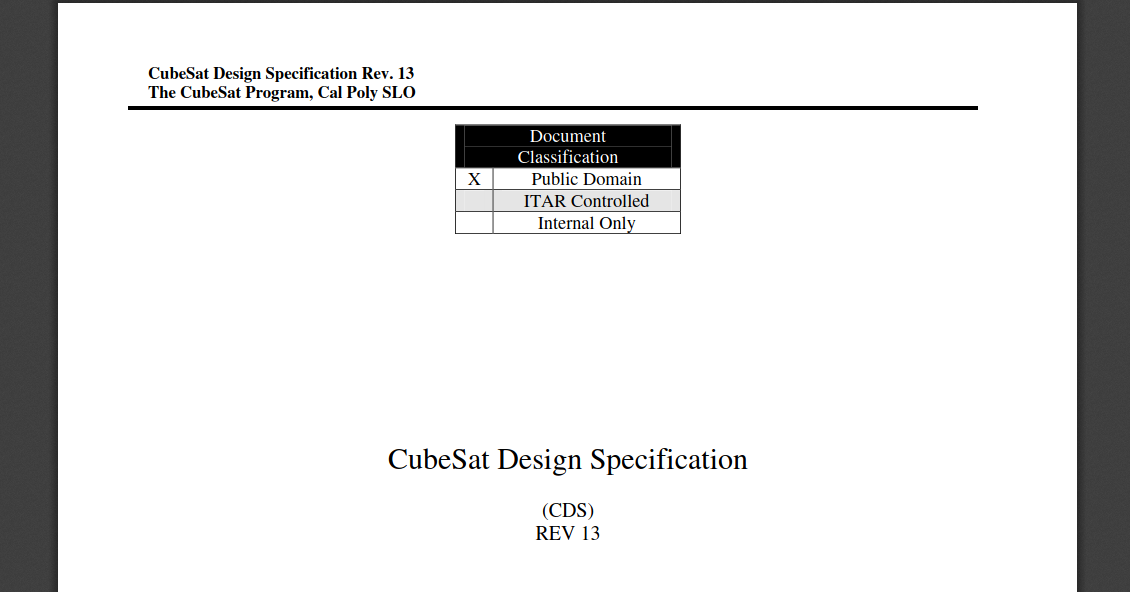 CubeSat Design Specification Rev. 13
The CubeSat Program, Cal Poly SLO
Document
Classification
X Public Domain
ITAR Controlled
Internal Only
CubeSat Design Specification
(CDS)
REV 13